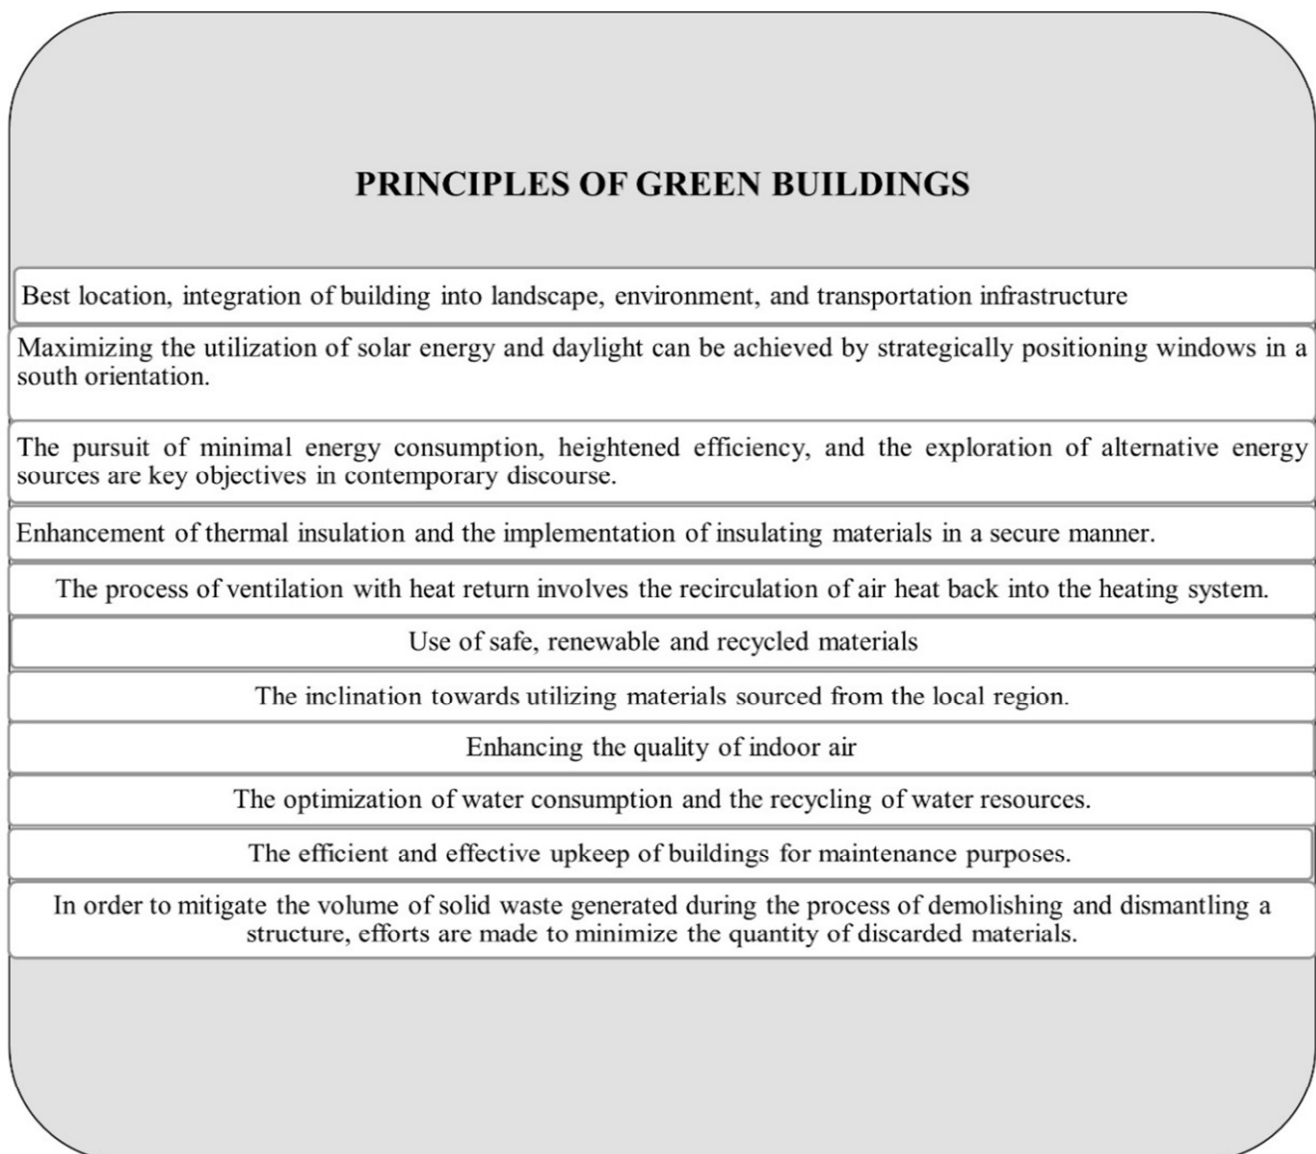 PRINCIPLES OF GREEN BUILDINGS
Best location, integration of building into landscape, environment, and transportation infrastructure
Maximizing the utilization of solar energy and daylight can be achieved by strategically positioning windows in a
south orientation.
The pursuit of minimal energy consumption, heightened efficiency, and the exploration of alternative energy
sources are key objectives in contemporary discourse.
Enhancement of thermal insulation and the implementation of insulating materials in a secure manner.
The process of ventilation with heat return involves the recirculation of air heat back into the heating system.
Use of safe, renewable and recycled materials
The inclination towards utilizing materials sourced from the local region.
Enhancing the quality of indoor air
The optimization of water consumption and the recycling of water resources.
The efficient and effective upkeep of buildings for maintenance purposes.
In order to mitigate the volume of solid waste generated during the process of demolishing and dismantling a
structure, efforts are made to minimize the quantity of discarded materials.